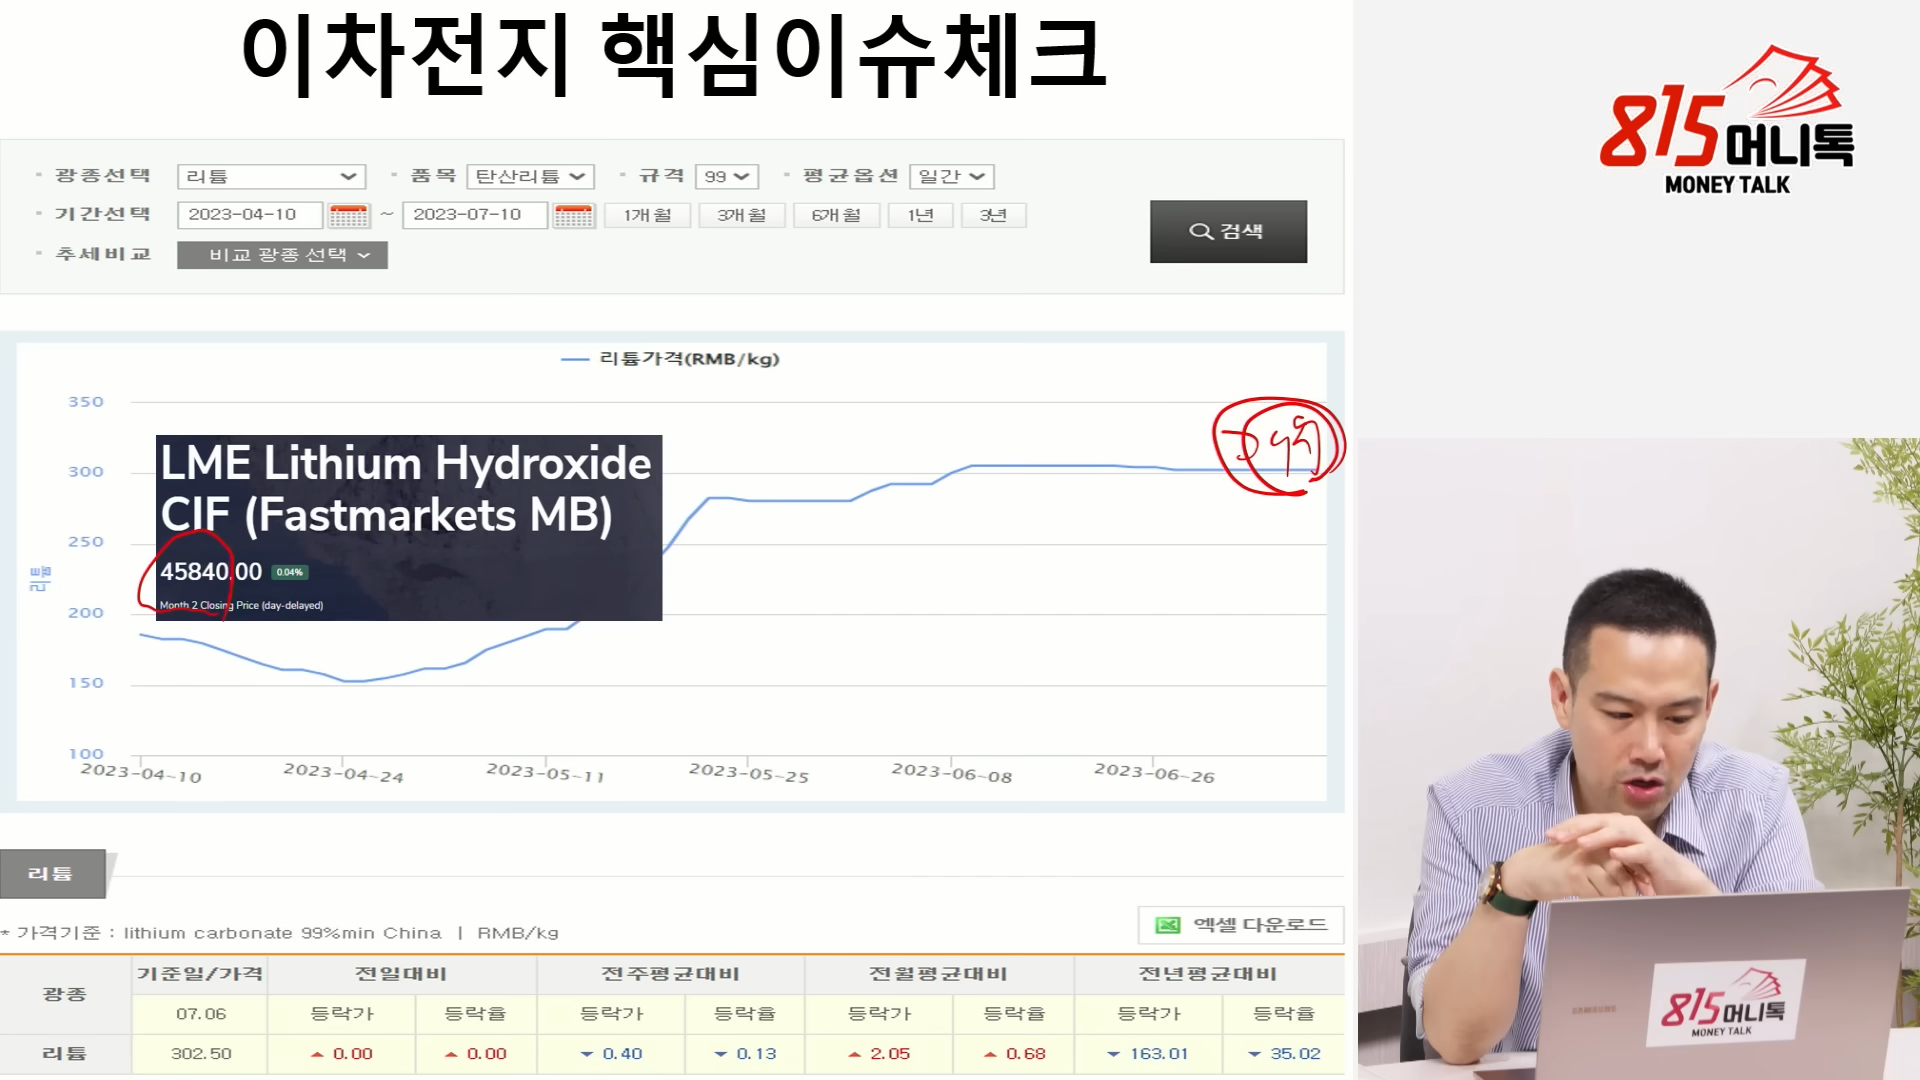 이차전지 핵심이슈체크
815머니톡
MONEY TALK
광종선택 리튬 품목 탄산리튬 규격 99 평균옵션 일간
기간선택 2023-04-10 ~ 2023-07-10 1개월 3개월 6개월 1년 3년
검색
추세비교 비교 광종 선택
리튬가격(RMB/kg)
350
300
250
200
150
100
리튬
LME Lithium Hydroxide
CIF (Fastmarkets MB)
45840.00 0.04%
Month 2 Closing Price (day-delayed)
2023-04-10 2023-04-24 2023-05-11 2023-05-25 2023-06-08 2023-06-26
리튬
엑셀 다운로드
* 가격기준 : lithium carbonate 99%min China | RMB/kg
광종 기준일/가격 전일대비 전주평균대비 전월평균대비 전년평균대비
07.06 등락가 등락율 등락가 등락율 등락가 등락율 등락가 등락율
리튬 302.50 ▲ 0.00 ▲ 0.00 ▼ 0.40 ▼ 0.13 ▲ 2.05 ▲ 0.68 ▼ 163.01 ▼ 35.02
SAMSUNG
815머니톡
MONEY TALK